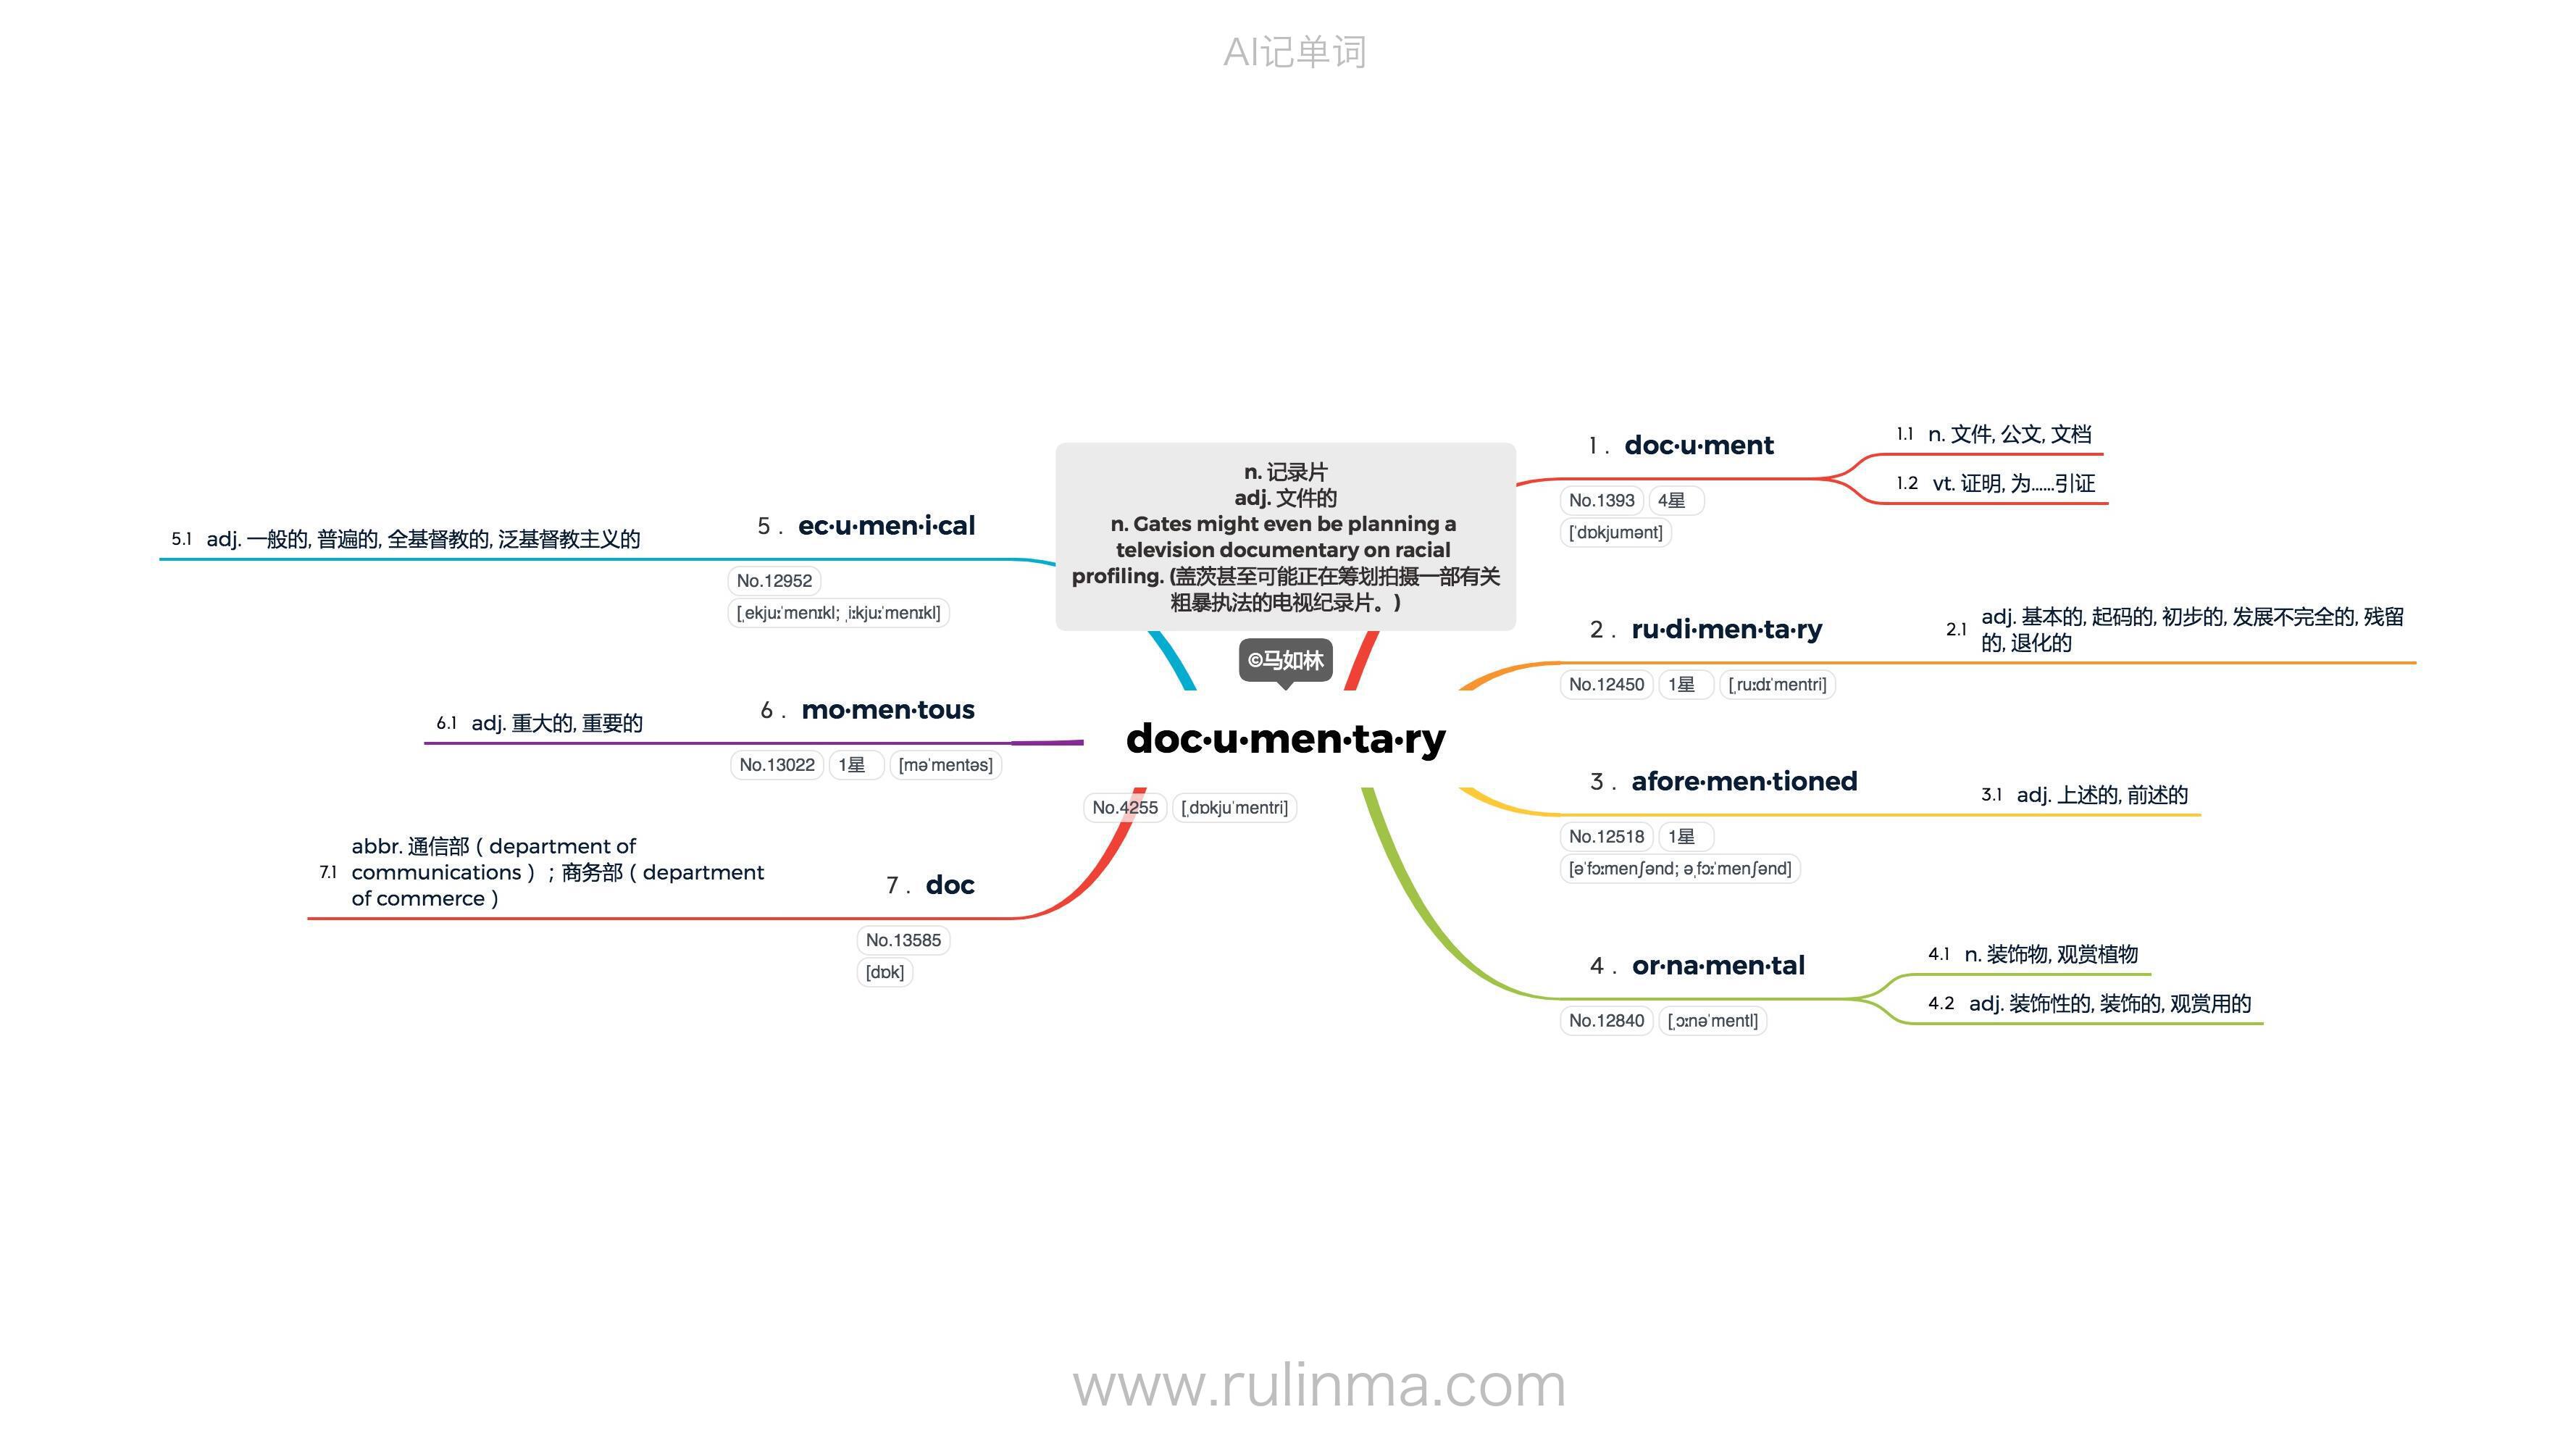 AI记单词
n. 记录片
adj. 文件的
n. Gates might even be planning a
television documentary on racial
profiling. (盖茨甚至可能正在筹划拍摄一部有关
粗暴执法的电视纪录片。)
©马如林
doc·u·men·ta·ry
No.4255 [ˌdɒkjuˈmentri]
1 . doc·u·ment
No.1393 4星
[ˈdɒkjumənt]
1.1 n. 文件, 公文, 文档
1.2 vt. 证明, 为……引证
2 . ru·di·men·ta·ry
No.12450 1星 [ˌruːdɪˈmentri]
2.1 adj. 基本的, 起码的, 初步的, 发展不完全的, 残留
的, 退化的
3 . afore·men·tioned
No.12518 1星
[əˈfɔːmenʃənd; əˌfɔːˈmenʃənd]
3.1 adj. 上述的, 前述的
4 . or·na·men·tal
No.12840 [ˌɔːnəˈmentl]
4.1 n. 装饰物, 观赏植物
4.2 adj. 装饰性的, 装饰的, 观赏用的
5 . ec·u·men·i·cal
No.12952
[ˌekjuːˈmenɪkl; ˌiːkjuːˈmenɪkl]
5.1 adj. 一般的, 普遍的, 全基督教的, 泛基督教主义的
6 . mo·men·tous
No.13022 1星 [məˈmentəs]
6.1 adj. 重大的, 重要的
7 . doc
No.13585
[dɒk]
7.1 abbr. 通信部（department of
communications）；商务部（department
of commerce）
www.rulinma.com